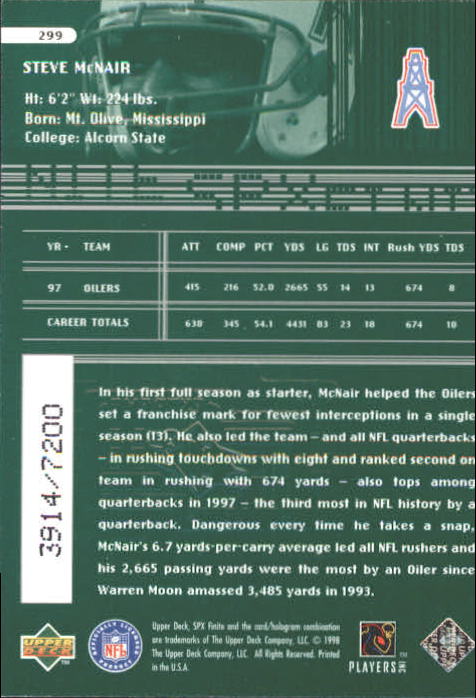 299
STEVE McNAIR
Ht: 6'2" Wt: 224 lbs.
Born: Mt. Olive, Mississippi
College: Alcorn State
YR - TEAM ATT COMP PCT YDS LG TDS INT Rush YDS TDS
97 OILERS 415 216 52.0 2665 55 14 13 674 8
CAREER TOTALS 630 345 54.1 4431 83 23 18 674 10
In his first full season as starter, McNair helped the Oilers
set a franchise mark for fewest interceptions in a single
season (13). He also led the team – and all NFL quarterbacks
– in rushing touchdowns with eight and ranked second on
team in rushing with 674 yards – also tops among
quarterbacks in 1997 – the third most in NFL history by a
quarterback. Dangerous every time he takes a snap,
McNair's 6.7 yards-per-carry average led all NFL rushers and
his 2,665 passing yards were the most by an Oiler since
Warren Moon amassed 3,485 yards in 1993.
3914/7200
UPPER DECK
TM
OFFICIALLY LICENSED
NFL
PRODUCT
Upper Deck, SPX Finite and the card/hologram combination
are trademarks of The Upper Deck Company, LLC. © 1998
The Upper Deck Company, LLC. All Rights Reserved. Printed
in the U.S.A.
PLAYERS INC